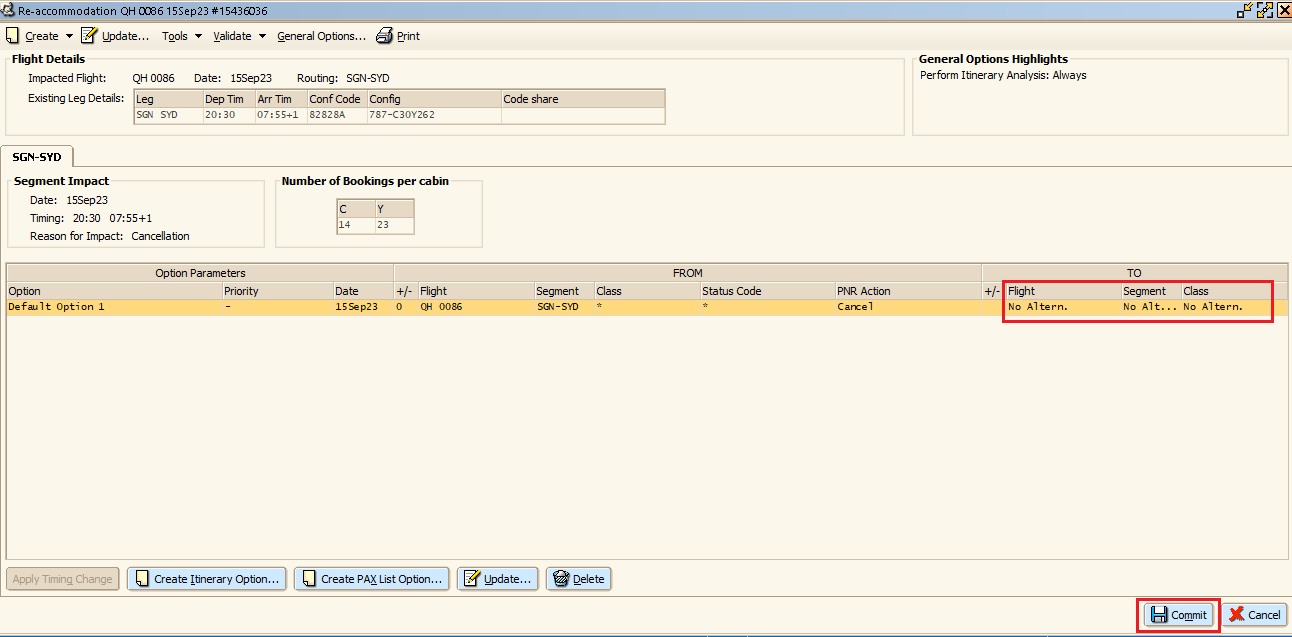 Re-accommodation QH 0086 15Sep23 #15436036
Create Update... Tools Validate General Options... Print
Flight Details
Impacted Flight: QH 0086 Date: 15Sep23 Routing: SGN-SYD
Existing Leg Details:
Leg Dep Tim Arr Tim Conf Code Config Code share
SGN SYD 20:30 07:55+1 82828A 787-C30Y262
General Options Highlights
Perform Itinerary Analysis: Always
SGN-SYD
Segment Impact
Date: 15Sep23
Timing: 20:30 07:55+1
Reason for Impact: Cancellation
Number of Bookings per cabin
C Y
14 23
Option Parameters FROM TO
Option Priority Date +/- Flight Segment Class Status Code PNR Action +/- Flight Segment Class
Default Option 1 - 15Sep23 0 QH 0086 SGN-SYD * * Cancel No Altern. No Alt... No Altern.
Apply Timing Change Create Itinerary Option... Create PAX List Option... Update... Delete
Commit Cancel